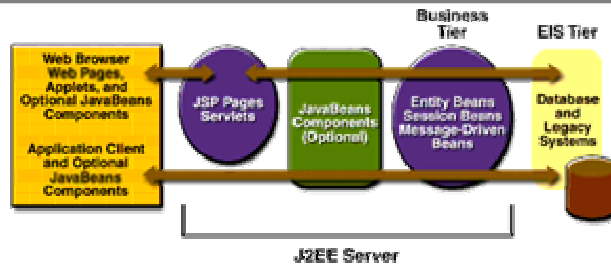 Business
Tier
EIS Tier
Web Browser
Web Pages,
Applets, and
Optional JavaBeans
Components
Application Client
and Optional
JavaBeans
Components
JSP Pages
Servlets
JavaBeans
Components
(Optional)
Entity Beans
Session Beans
Message-Driven
Beans
Database
and
Legacy
Systems
J2EE Server